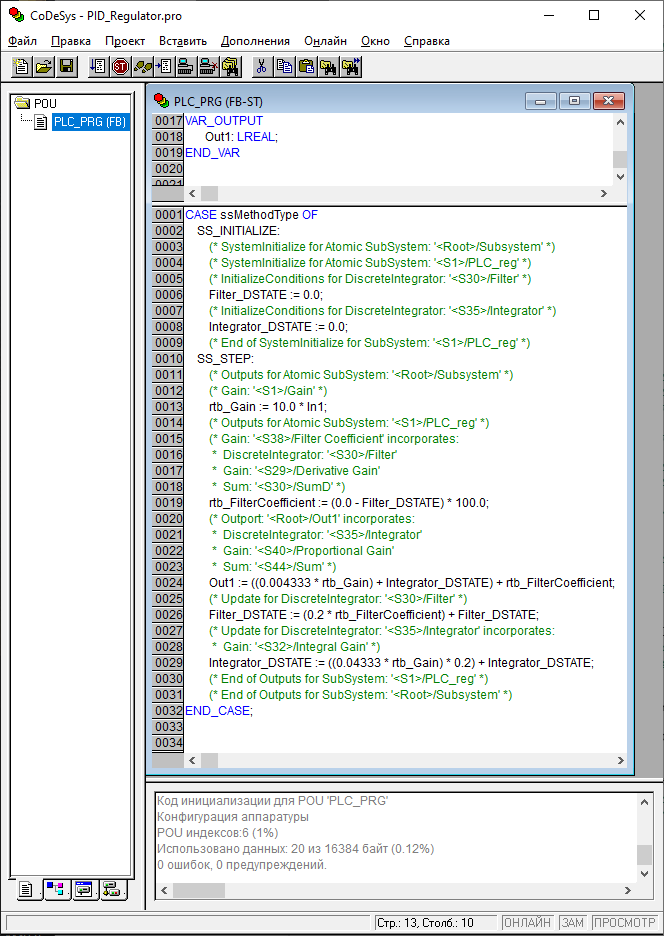 CoDeSys - PID_Regulator.pro
Файл Правка Проект Вставить Дополнения Онлайн Окно Справка
POU
PLC_PRG (FB)
PLC_PRG (FB-ST)
0017 VAR_OUTPUT
0018 Out1: LREAL;
0019 END_VAR
0020
0021
0001 CASE ssMethodType OF
0002 SS_INITIALIZE:
0003 (* SystemInitialize for Atomic SubSystem: '<Root>/Subsystem' *)
0004 (* SystemInitialize for Atomic SubSystem: '<S1>/PLC_reg' *)
0005 (* InitializeConditions for DiscreteIntegrator: '<S30>/Filter' *)
0006 Filter_DSTATE := 0.0;
0007 (* InitializeConditions for DiscreteIntegrator: '<S35>/Integrator' *)
0008 Integrator_DSTATE := 0.0;
0009 (* End of SystemInitialize for SubSystem: '<S1>/PLC_reg' *)
0010 SS_STEP:
0011 (* Outputs for Atomic SubSystem: '<Root>/Subsystem' *)
0012 (* Gain: '<S1>/Gain' *)
0013 rtb_Gain := 10.0 * In1;
0014 (* Outputs for Atomic SubSystem: '<S1>/PLC_reg' *)
0015 (* Gain: '<S38>/Filter Coefficient' incorporates:
0016 * DiscreteIntegrator: '<S30>/Filter'
0017 * Gain: '<S29>/Derivative Gain'
0018 * Sum: '<S30>/SumD' *)
0019 rtb_FilterCoefficient := (0.0 - Filter_DSTATE) * 100.0;
0020 (* Outport: '<Root>/Out1' incorporates:
0021 * DiscreteIntegrator: '<S35>/Integrator'
0022 * Gain: '<S40>/Proportional Gain'
0023 * Sum: '<S44>/Sum' *)
0024 Out1 := ((0.004333 * rtb_Gain) + Integrator_DSTATE) + rtb_FilterCoefficient;
0025 (* Update for DiscreteIntegrator: '<S30>/Filter' *)
0026 Filter_DSTATE := (0.2 * rtb_FilterCoefficient) + Filter_DSTATE;
0027 (* Update for DiscreteIntegrator: '<S35>/Integrator' incorporates:
0028 * Gain: '<S32>/Integral Gain' *)
0029 Integrator_DSTATE := ((0.04333 * rtb_Gain) * 0.2) + Integrator_DSTATE;
0030 (* End of Outputs for SubSystem: '<S1>/PLC_reg' *)
0031 (* End of Outputs for SubSystem: '<Root>/Subsystem' *)
0032 END_CASE;
0033
0034
Код инициализации для POU 'PLC_PRG'
Конфигурация аппаратуры
POU индексов:6 (1%)
Использовано данных: 20 из 16384 байт (0.12%)
0 ошибок, 0 предупреждений.
Стр.: 13, Столб.: 10 ОНЛАЙН ЗАМ ПРОСМОТР